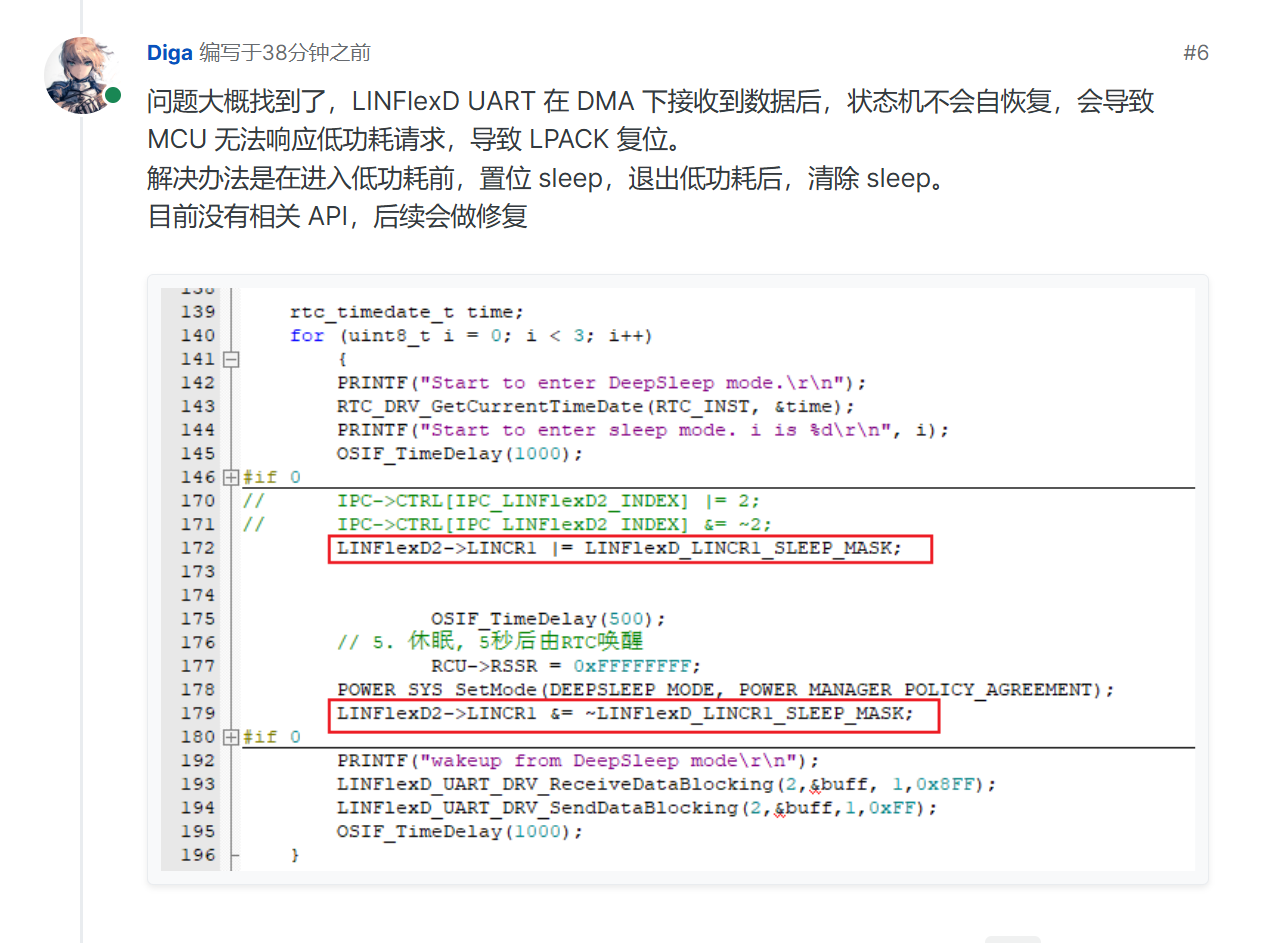 Diga 编写于38分钟之前
#6
问题大概找到了，LINFlexD UART 在 DMA 下接收到数据后，状态机不会自恢复，会导致
MCU 无法响应低功耗请求，导致 LPACK 复位。
解决办法是在进入低功耗前，置位 sleep，退出低功耗后，清除 sleep。
目前没有相关 API，后续会做修复
138
139 rtc_timedate_t time;
140 for (uint8_t i = 0; i < 3; i++)
141 {
142 PRINTF("Start to enter DeepSleep mode.\r\n");
143 RTC_DRV_GetCurrentTimeDate(RTC_INST, &time);
144 PRINTF("Start to enter sleep mode. i is %d\r\n", i);
145 OSIF_TimeDelay(1000);
146 #if 0
170 // IPC->CTRL[IPC_LINFlexD2_INDEX] |= 2;
171 // IPC->CTRL[IPC_LINFlexD2_INDEX] &= ~2;
172 LINFlexD2->LINCR1 |= LINFlexD_LINCR1_SLEEP_MASK;
173
174
175 OSIF_TimeDelay(500);
176 // 5. 休眠, 5秒后由RTC唤醒
177 RCU->RSSR = 0xFFFFFFFF;
178 POWER_SYS_SetMode(DEEPSLEEP_MODE, POWER_MANAGER_POLICY_AGREEMENT);
179 LINFlexD2->LINCR1 &= ~LINFlexD_LINCR1_SLEEP_MASK;
180 #if 0
192 PRINTF("wakeup from DeepSleep mode\r\n");
193 LINFlexD_UART_DRV_ReceiveDataBlocking(2,&buff, 1,0x8FF);
194 LINFlexD_UART_DRV_SendDataBlocking(2,&buff,1,0xFF);
195 OSIF_TimeDelay(1000);
196 }